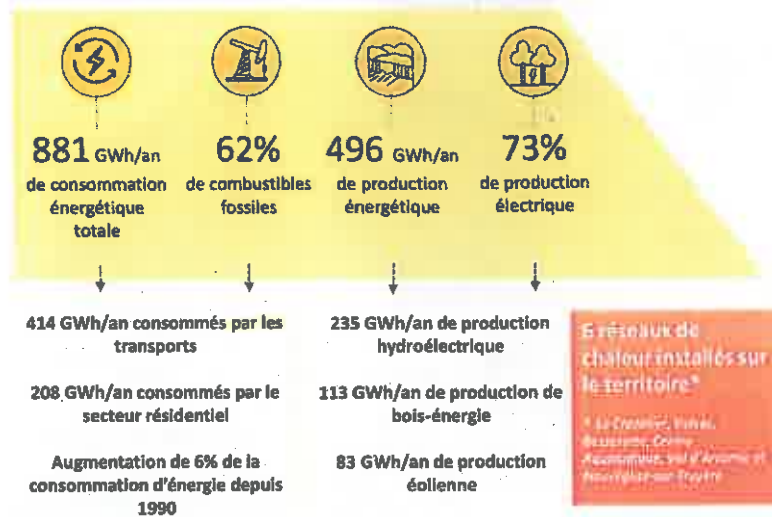 881 GWh/an
de consommation
énergétique
totale
62%
de combustibles
fossiles
496 GWh/an
de production
énergétique
73%
de production
électrique
414 GWh/an consommés par les
transports
208 GWh/an consommés par le
secteur résidentiel
Augmentation de 6% de la
consommation d'énergie depuis
1990
235 GWh/an de production
hydroélectrique
113 GWh/an de production de
bois-énergie
83 GWh/an de production
éolienne
6 réseaux de
chaleur installés sur
le territoire*